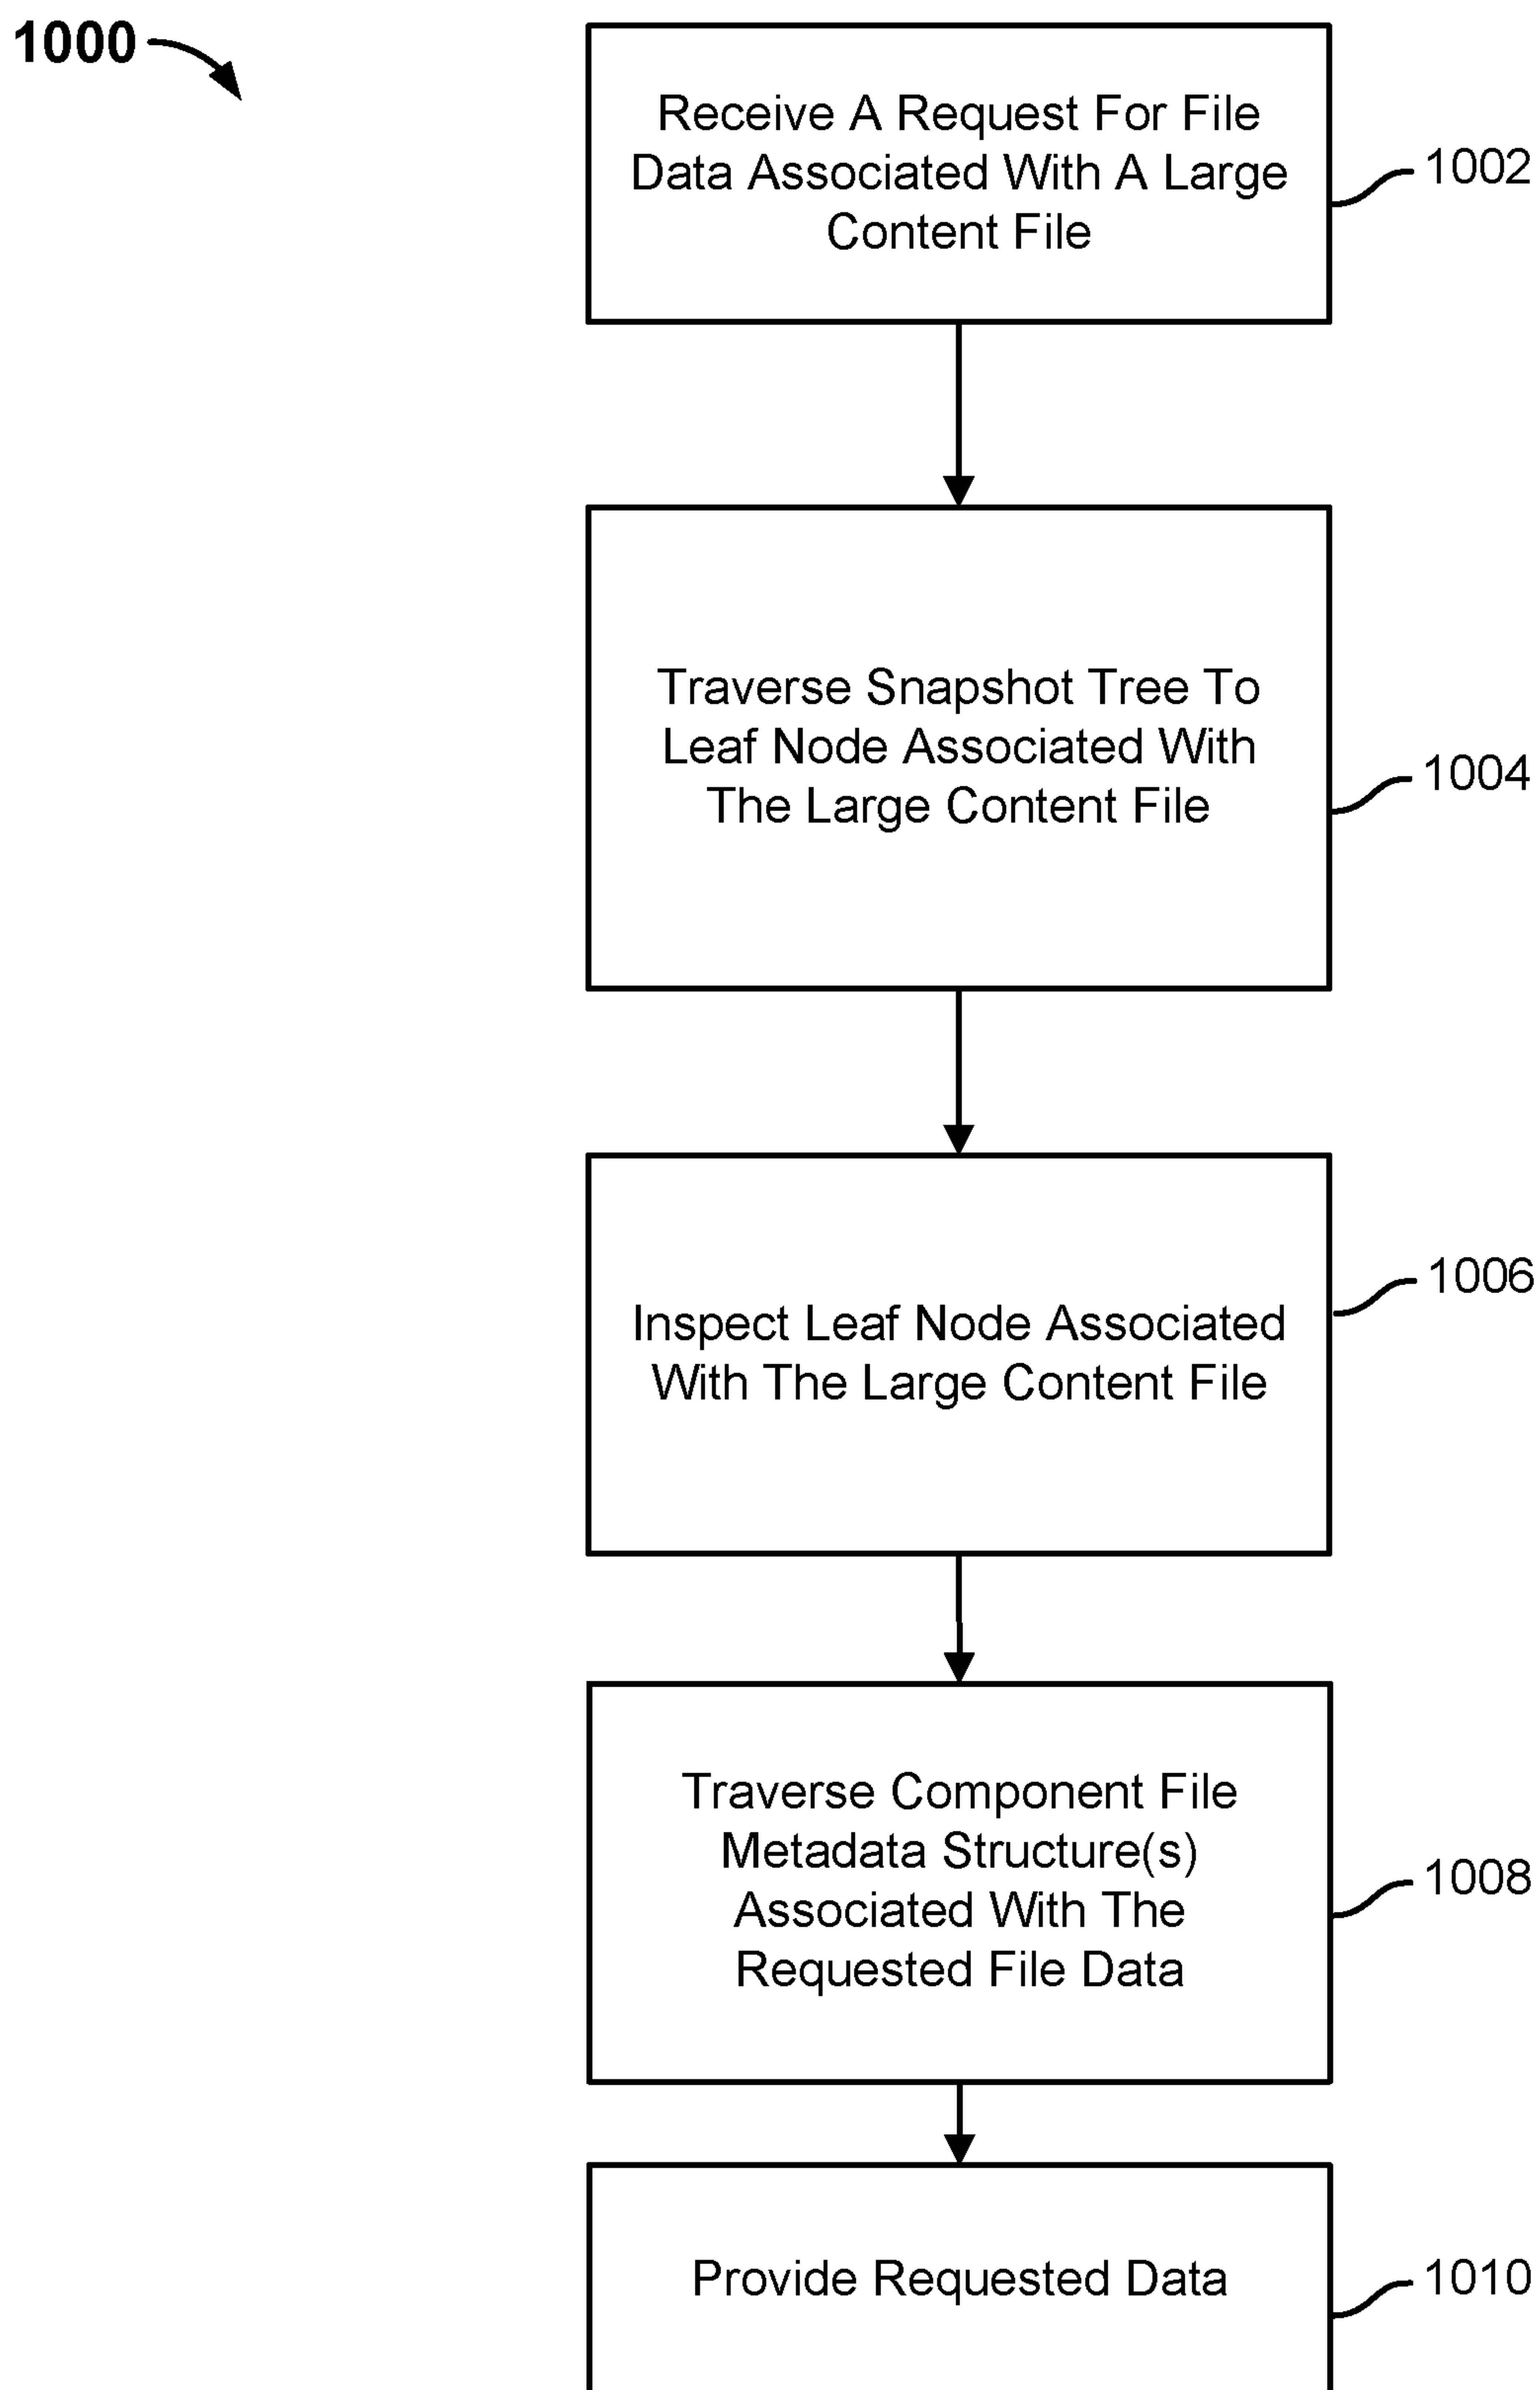 1000
Receive A Request For File
Data Associated With A Large
Content File
1002
Traverse Snapshot Tree To
Leaf Node Associated With
The Large Content File
1004
Inspect Leaf Node Associated
With The Large Content File
1006
Traverse Component File
Metadata Structure(s)
Associated With The
Requested File Data
1008
Provide Requested Data
1010